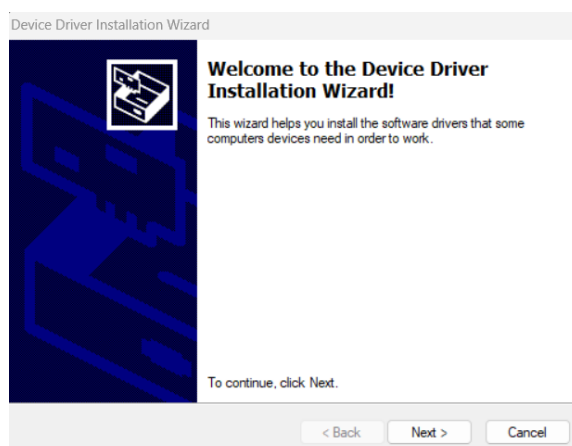 Device Driver Installation Wizard
Welcome to the Device Driver
Installation Wizard!
This wizard helps you install the software drivers that some
computers devices need in order to work.
To continue, click Next.
< Back
Next >
Cancel